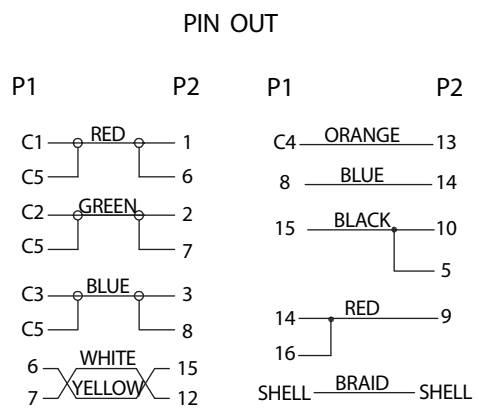 PIN OUT
P1 P2 P1 P2
C1 RED 1
C5 6
C2 GREEN 2
C5 7
C3 BLUE 3
C5 8
6 WHITE 15
7 YELLOW 12
C4 ORANGE 13
8 BLUE 14
15 BLACK 10
5
14 RED 9
16
SHELL BRAID SHELL